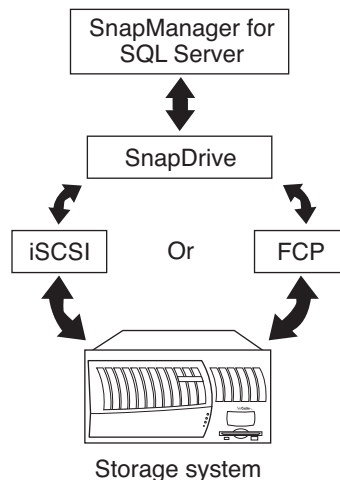 SnapManager for
SQL Server
SnapDrive
iSCSI
Or
FCP
Storage system